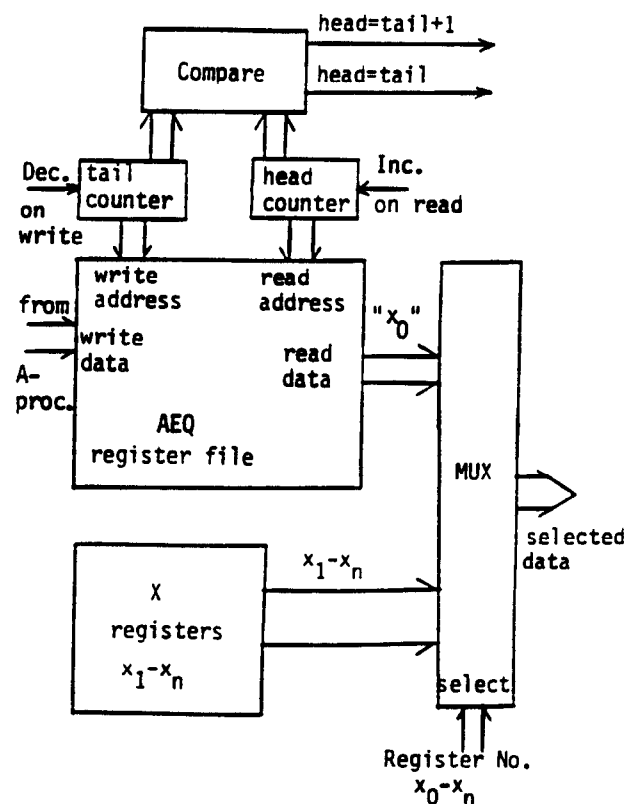 head=tail+1
Compare
head=tail
Dec.
on
write
tail
counter
head
counter
Inc.
on read
write
address
read
address
from
A-
proc.
write
data
read
data
"x0"
AEQ
register file
MUX
selected
data
X
registers
x1-xn
x1-xn
select
Register No.
x0-xn